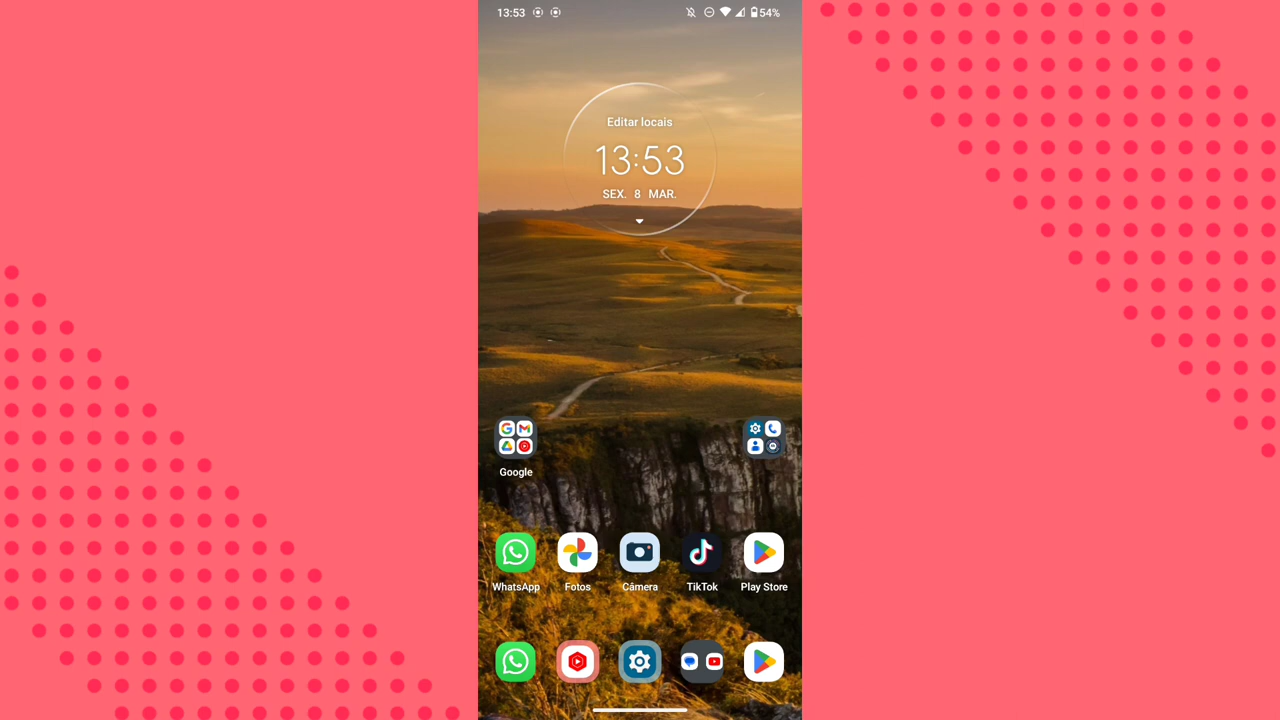 13:53
54%
Editar locais
13:53
SEX. 8 MAR.
Google
WhatsApp Fotos Câmera TikTok Play Store